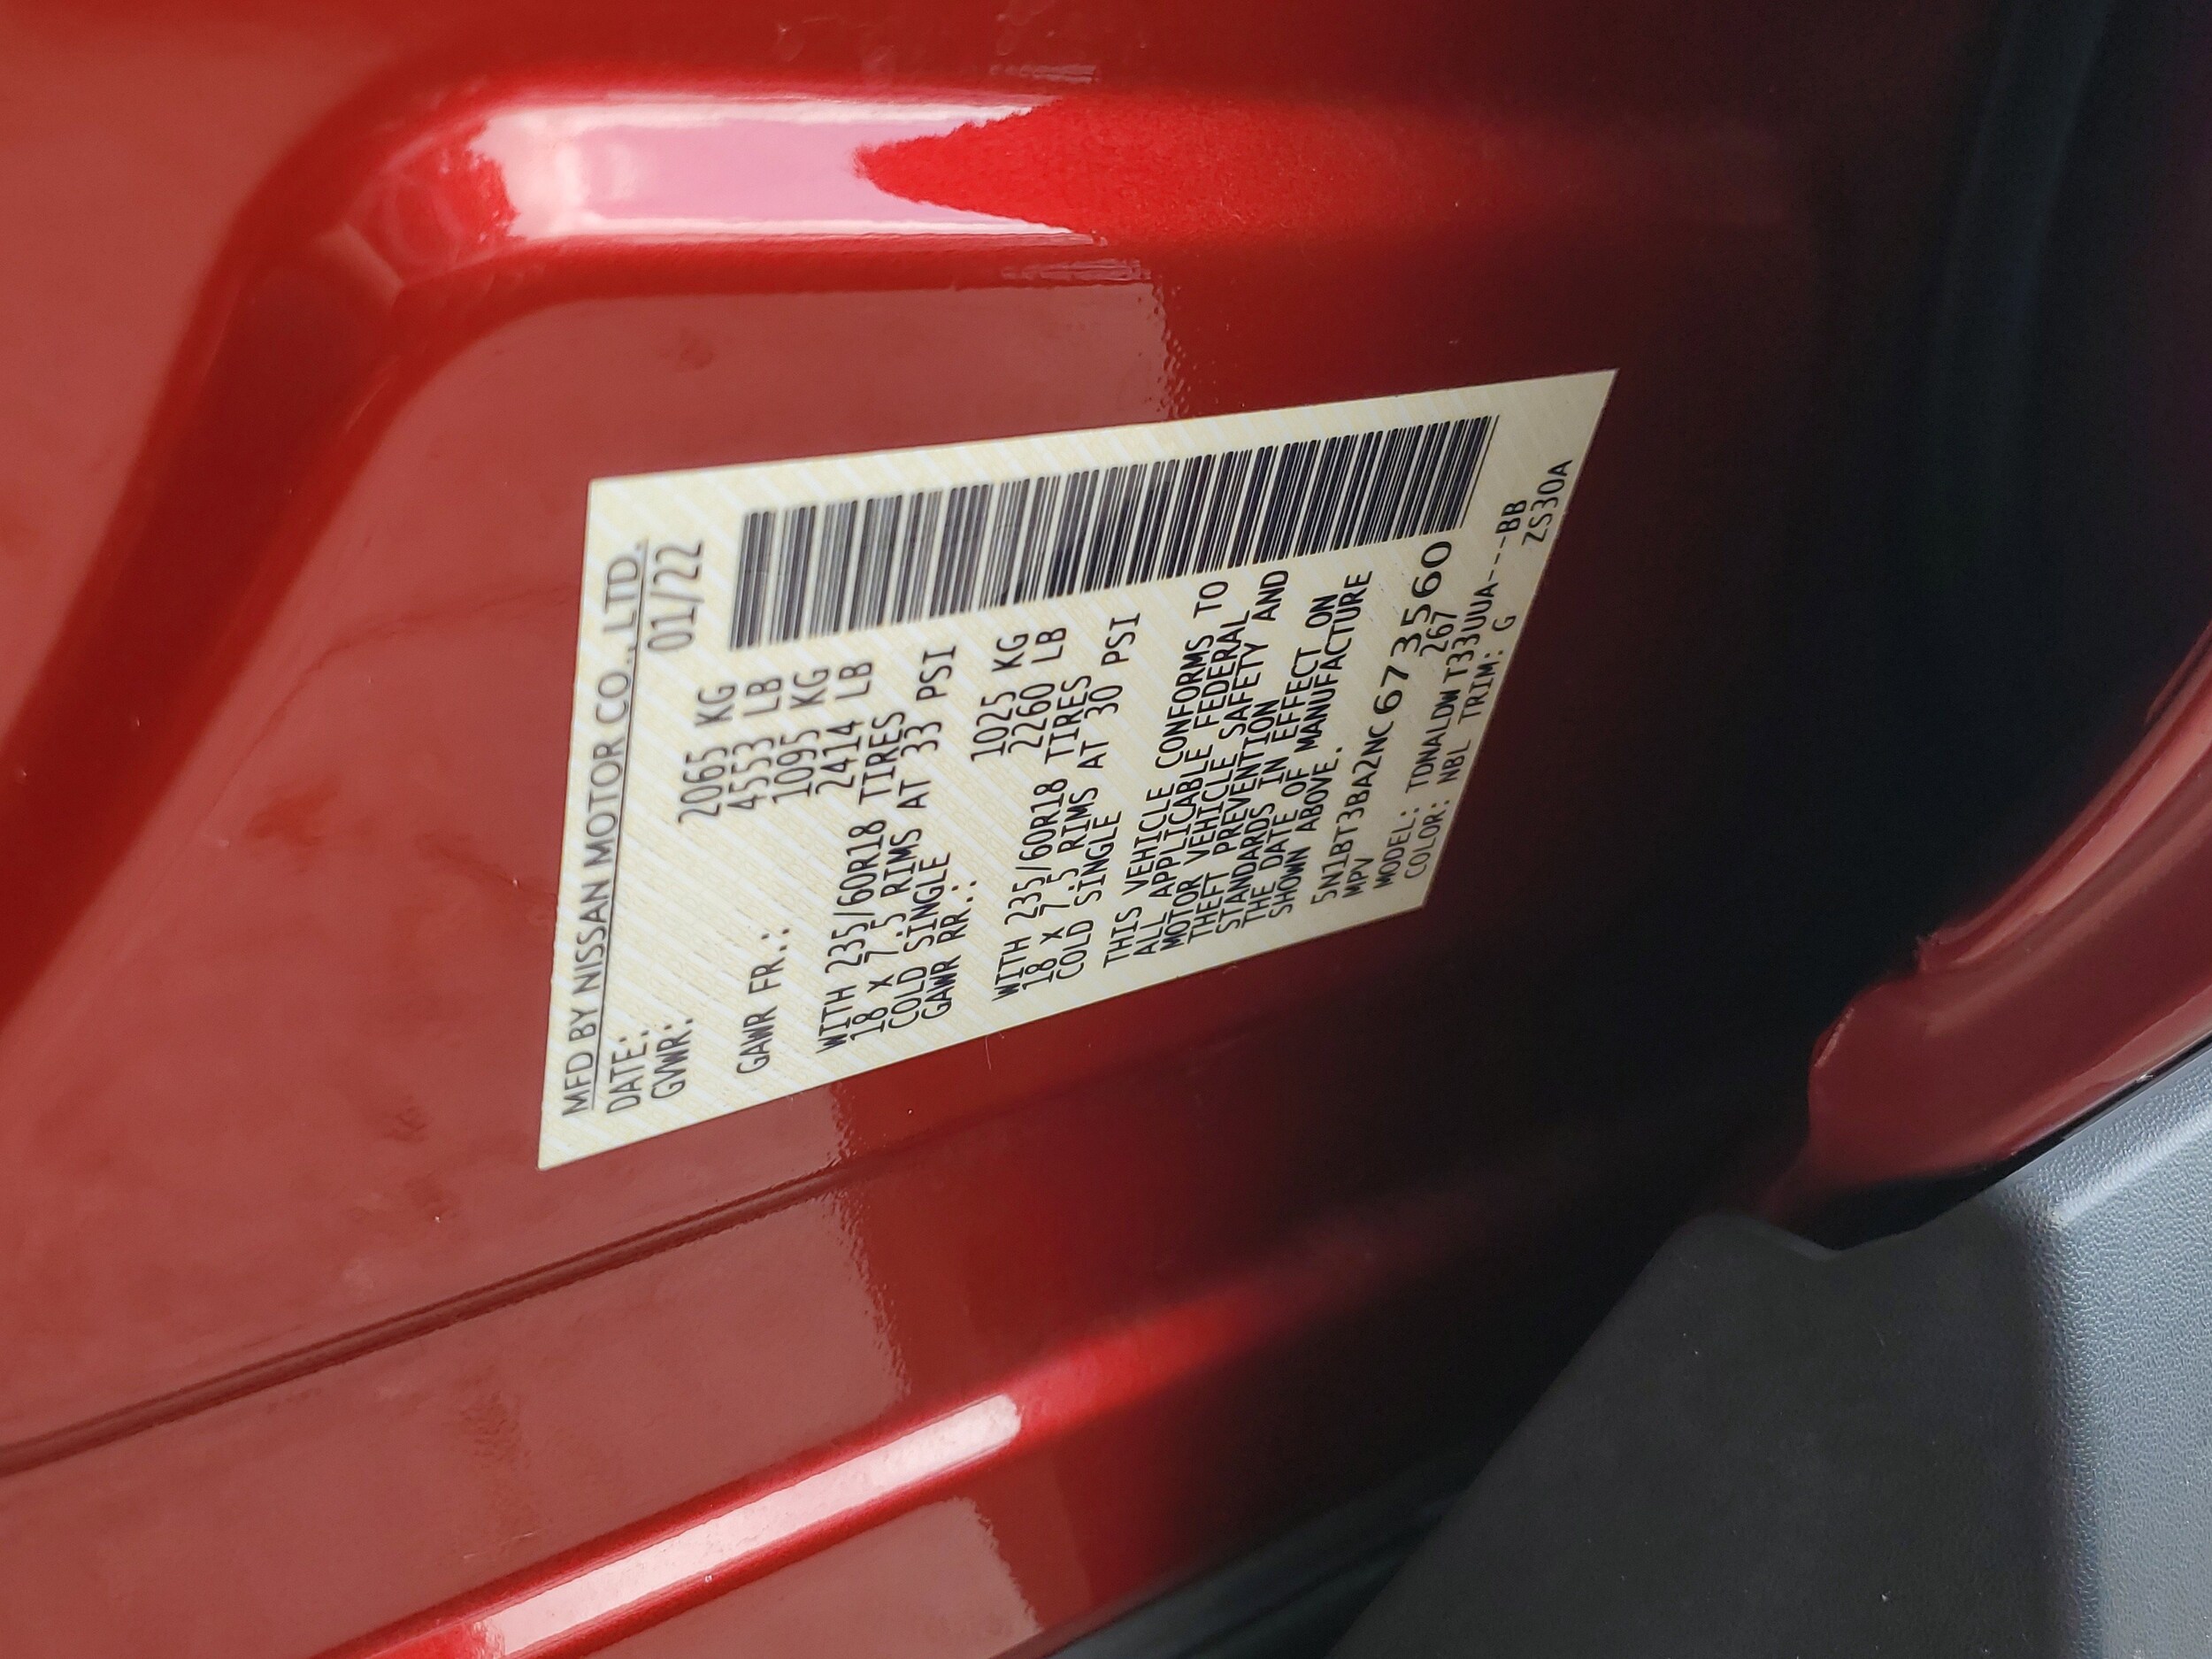 MFD BY NISSAN MOTOR CO.,LTD.
DATE: 01/22
GVWR: 2065 KG
4553 LB
GAWR FR.: 1095 KG
2414 LB
WITH 235/60R18 TIRES
18 X 7.5 RIMS AT 33 PSI
COLD SINGLE
GAWR RR.: 1025 KG
2260 LB
WITH 235/60R18 TIRES
18 X 7.5 RIMS AT 30 PSI
COLD SINGLE
THIS VEHICLE CONFORMS TO
ALL APPLICABLE FEDERAL
MOTOR VEHICLE SAFETY AND
THEFT PREVENTION
STANDARDS IN EFFECT ON
THE DATE OF MANUFACTURE
SHOWN ABOVE.
5N1BT3BA2NC673560
MPV 267
MODEL: TDNALDWT33UUA---BB
COLOR: NBL TRIM: G ZS30A